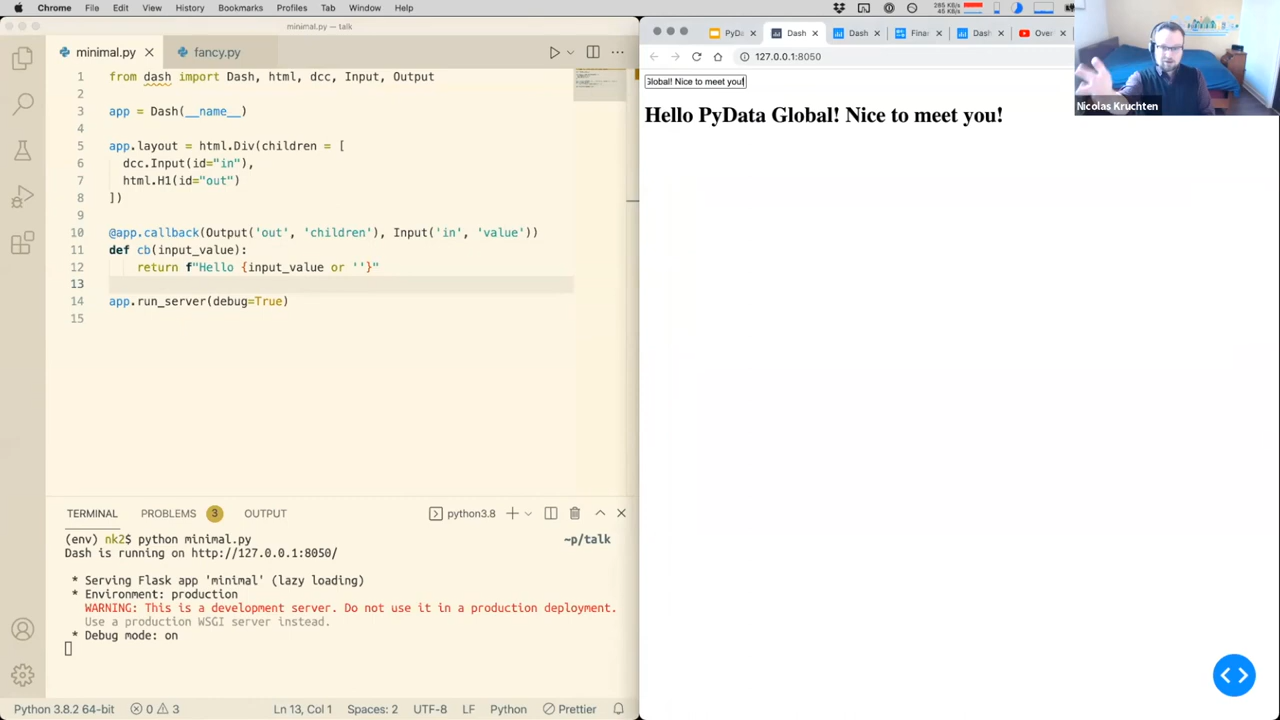 Chrome File Edit View History Bookmarks Profiles Tab Window Help 285 KB/s
45 KB/s
minimal.py — talk
minimal.py fancy.py
1 from dash import Dash, html, dcc, Input, Output
2
3 app = Dash(__name__)
4
5 app.layout = html.Div(children = [
6 dcc.Input(id="in"),
7 html.H1(id="out")
8 ])
9
10 @app.callback(Output('out', 'children'), Input('in', 'value'))
11 def cb(input_value):
12 return f"Hello {input_value or ''}"
13
14 app.run_server(debug=True)
15
TERMINAL PROBLEMS 3 OUTPUT python3.8
(env) nk2$ python minimal.py ~p/talk
Dash is running on http://127.0.0.1:8050/
* Serving Flask app 'minimal' (lazy loading)
* Environment: production
WARNING: This is a development server. Do not use it in a production deployment.
Use a production WSGI server instead.
* Debug mode: on
Python 3.8.2 64-bit 0 3 Ln 13, Col 1 Spaces: 2 UTF-8 LF Python Prettier
PyDa Dash Dash Finar Dash Over
127.0.0.1:8050
Global! Nice to meet you!
Hello PyData Global! Nice to meet you!
Nicolas Kruchten